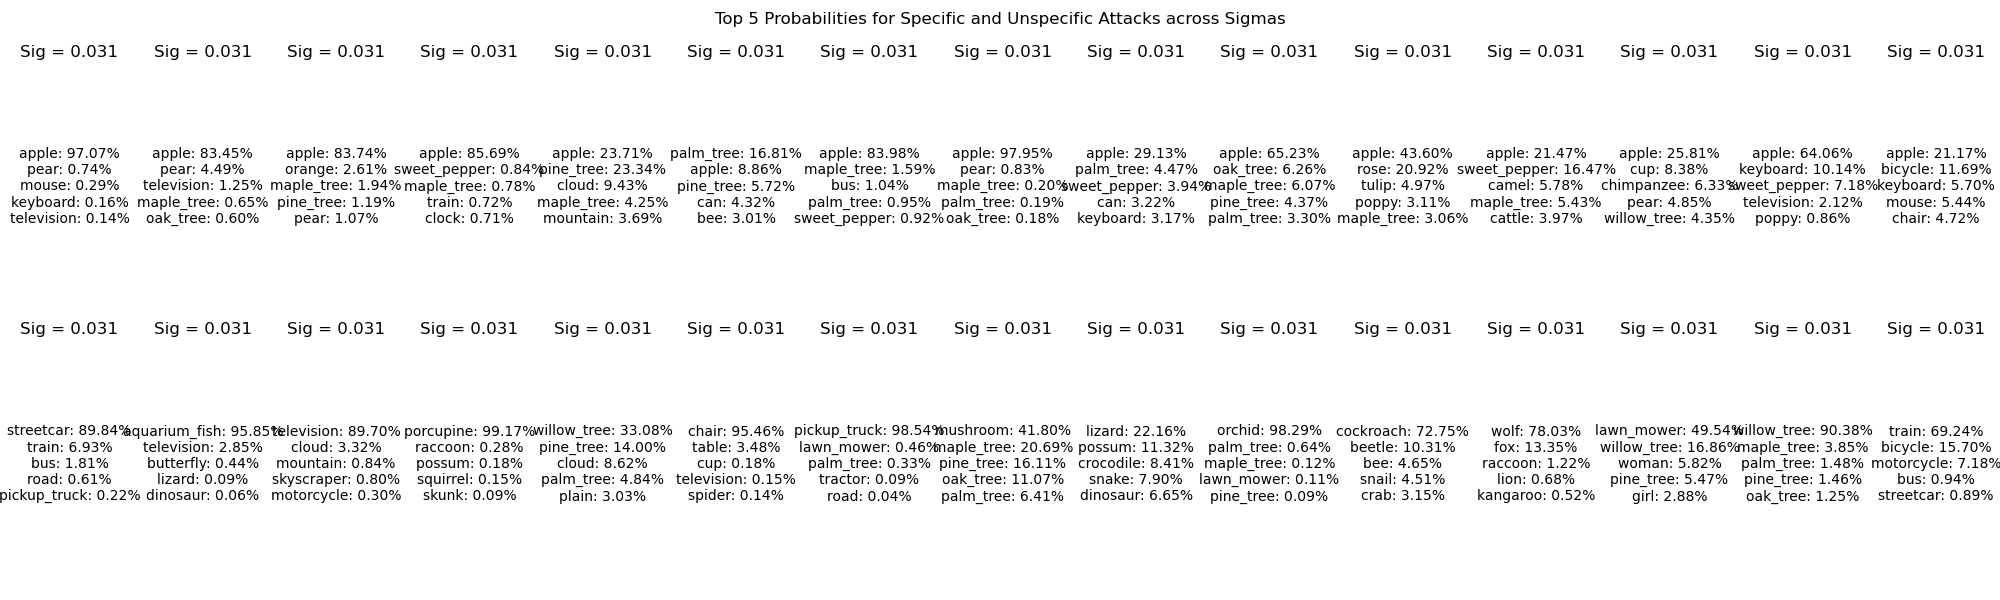 Top 5 Probabilities for Specific and Unspecific Attacks across Sigmas
Sig = 0.031 Sig = 0.031 Sig = 0.031 Sig = 0.031 Sig = 0.031 Sig = 0.031 Sig = 0.031 Sig = 0.031 Sig = 0.031 Sig = 0.031 Sig = 0.031 Sig = 0.031 Sig = 0.031 Sig = 0.031 Sig = 0.031
apple: 97.07% apple: 83.45% apple: 83.74% apple: 85.69% apple: 23.71% palm_tree: 16.81% apple: 83.98% apple: 97.95% apple: 29.13% apple: 65.23% apple: 43.60% apple: 21.47% apple: 25.81% apple: 64.06% apple: 21.17%
pear: 0.74% pear: 4.49% orange: 2.61% sweet_pepper: 0.84% pine_tree: 23.34% apple: 8.86% maple_tree: 1.59% pear: 0.83% palm_tree: 4.47% oak_tree: 6.26% rose: 20.92% sweet_pepper: 16.47% cup: 8.38% keyboard: 10.14% bicycle: 11.69%
mouse: 0.29% television: 1.25% maple_tree: 1.94% maple_tree: 0.78% cloud: 9.43% pine_tree: 5.72% bus: 1.04% maple_tree: 0.20% sweet_pepper: 3.94% maple_tree: 6.07% tulip: 4.97% camel: 5.78% chimpanzee: 6.33% sweet_pepper: 7.18% keyboard: 5.70%
keyboard: 0.16% maple_tree: 0.65% pine_tree: 1.19% train: 0.72% maple_tree: 4.25% can: 4.32% palm_tree: 0.95% palm_tree: 0.19% can: 3.22% pine_tree: 4.37% poppy: 3.11% maple_tree: 5.43% pear: 4.85% television: 2.12% mouse: 5.44%
television: 0.14% oak_tree: 0.60% pear: 1.07% clock: 0.71% mountain: 3.69% bee: 3.01% sweet_pepper: 0.92% oak_tree: 0.18% keyboard: 3.17% palm_tree: 3.30% maple_tree: 3.06% cattle: 3.97% willow_tree: 4.35% poppy: 0.86% chair: 4.72%
Sig = 0.031 Sig = 0.031 Sig = 0.031 Sig = 0.031 Sig = 0.031 Sig = 0.031 Sig = 0.031 Sig = 0.031 Sig = 0.031 Sig = 0.031 Sig = 0.031 Sig = 0.031 Sig = 0.031 Sig = 0.031 Sig = 0.031
streetcar: 89.84% aquarium_fish: 95.85% television: 89.70% porcupine: 99.17% willow_tree: 33.08% chair: 95.46% pickup_truck: 98.54% mushroom: 41.80% lizard: 22.16% orchid: 98.29% cockroach: 72.75% wolf: 78.03% lawn_mower: 49.54% willow_tree: 90.38% train: 69.24%
train: 6.93% television: 2.85% cloud: 3.32% raccoon: 0.28% pine_tree: 14.00% table: 3.48% lawn_mower: 0.46% maple_tree: 20.69% possum: 11.32% palm_tree: 0.64% beetle: 10.31% fox: 13.35% willow_tree: 16.86% maple_tree: 3.85% bicycle: 15.70%
bus: 1.81% butterfly: 0.44% mountain: 0.84% possum: 0.18% cloud: 8.62% cup: 0.18% palm_tree: 0.33% pine_tree: 16.11% crocodile: 8.41% maple_tree: 0.12% bee: 4.65% raccoon: 1.22% woman: 5.82% palm_tree: 1.48% motorcycle: 7.18%
road: 0.61% lizard: 0.09% skyscraper: 0.80% squirrel: 0.15% palm_tree: 4.84% television: 0.15% tractor: 0.09% oak_tree: 11.07% snake: 7.90% lawn_mower: 0.11% snail: 4.51% lion: 0.68% pine_tree: 5.47% pine_tree: 1.46% bus: 0.94%
pickup_truck: 0.22% dinosaur: 0.06% motorcycle: 0.30% skunk: 0.09% plain: 3.03% spider: 0.14% road: 0.04% palm_tree: 6.41% dinosaur: 6.65% pine_tree: 0.09% crab: 3.15% kangaroo: 0.52% girl: 2.88% oak_tree: 1.25% streetcar: 0.89%